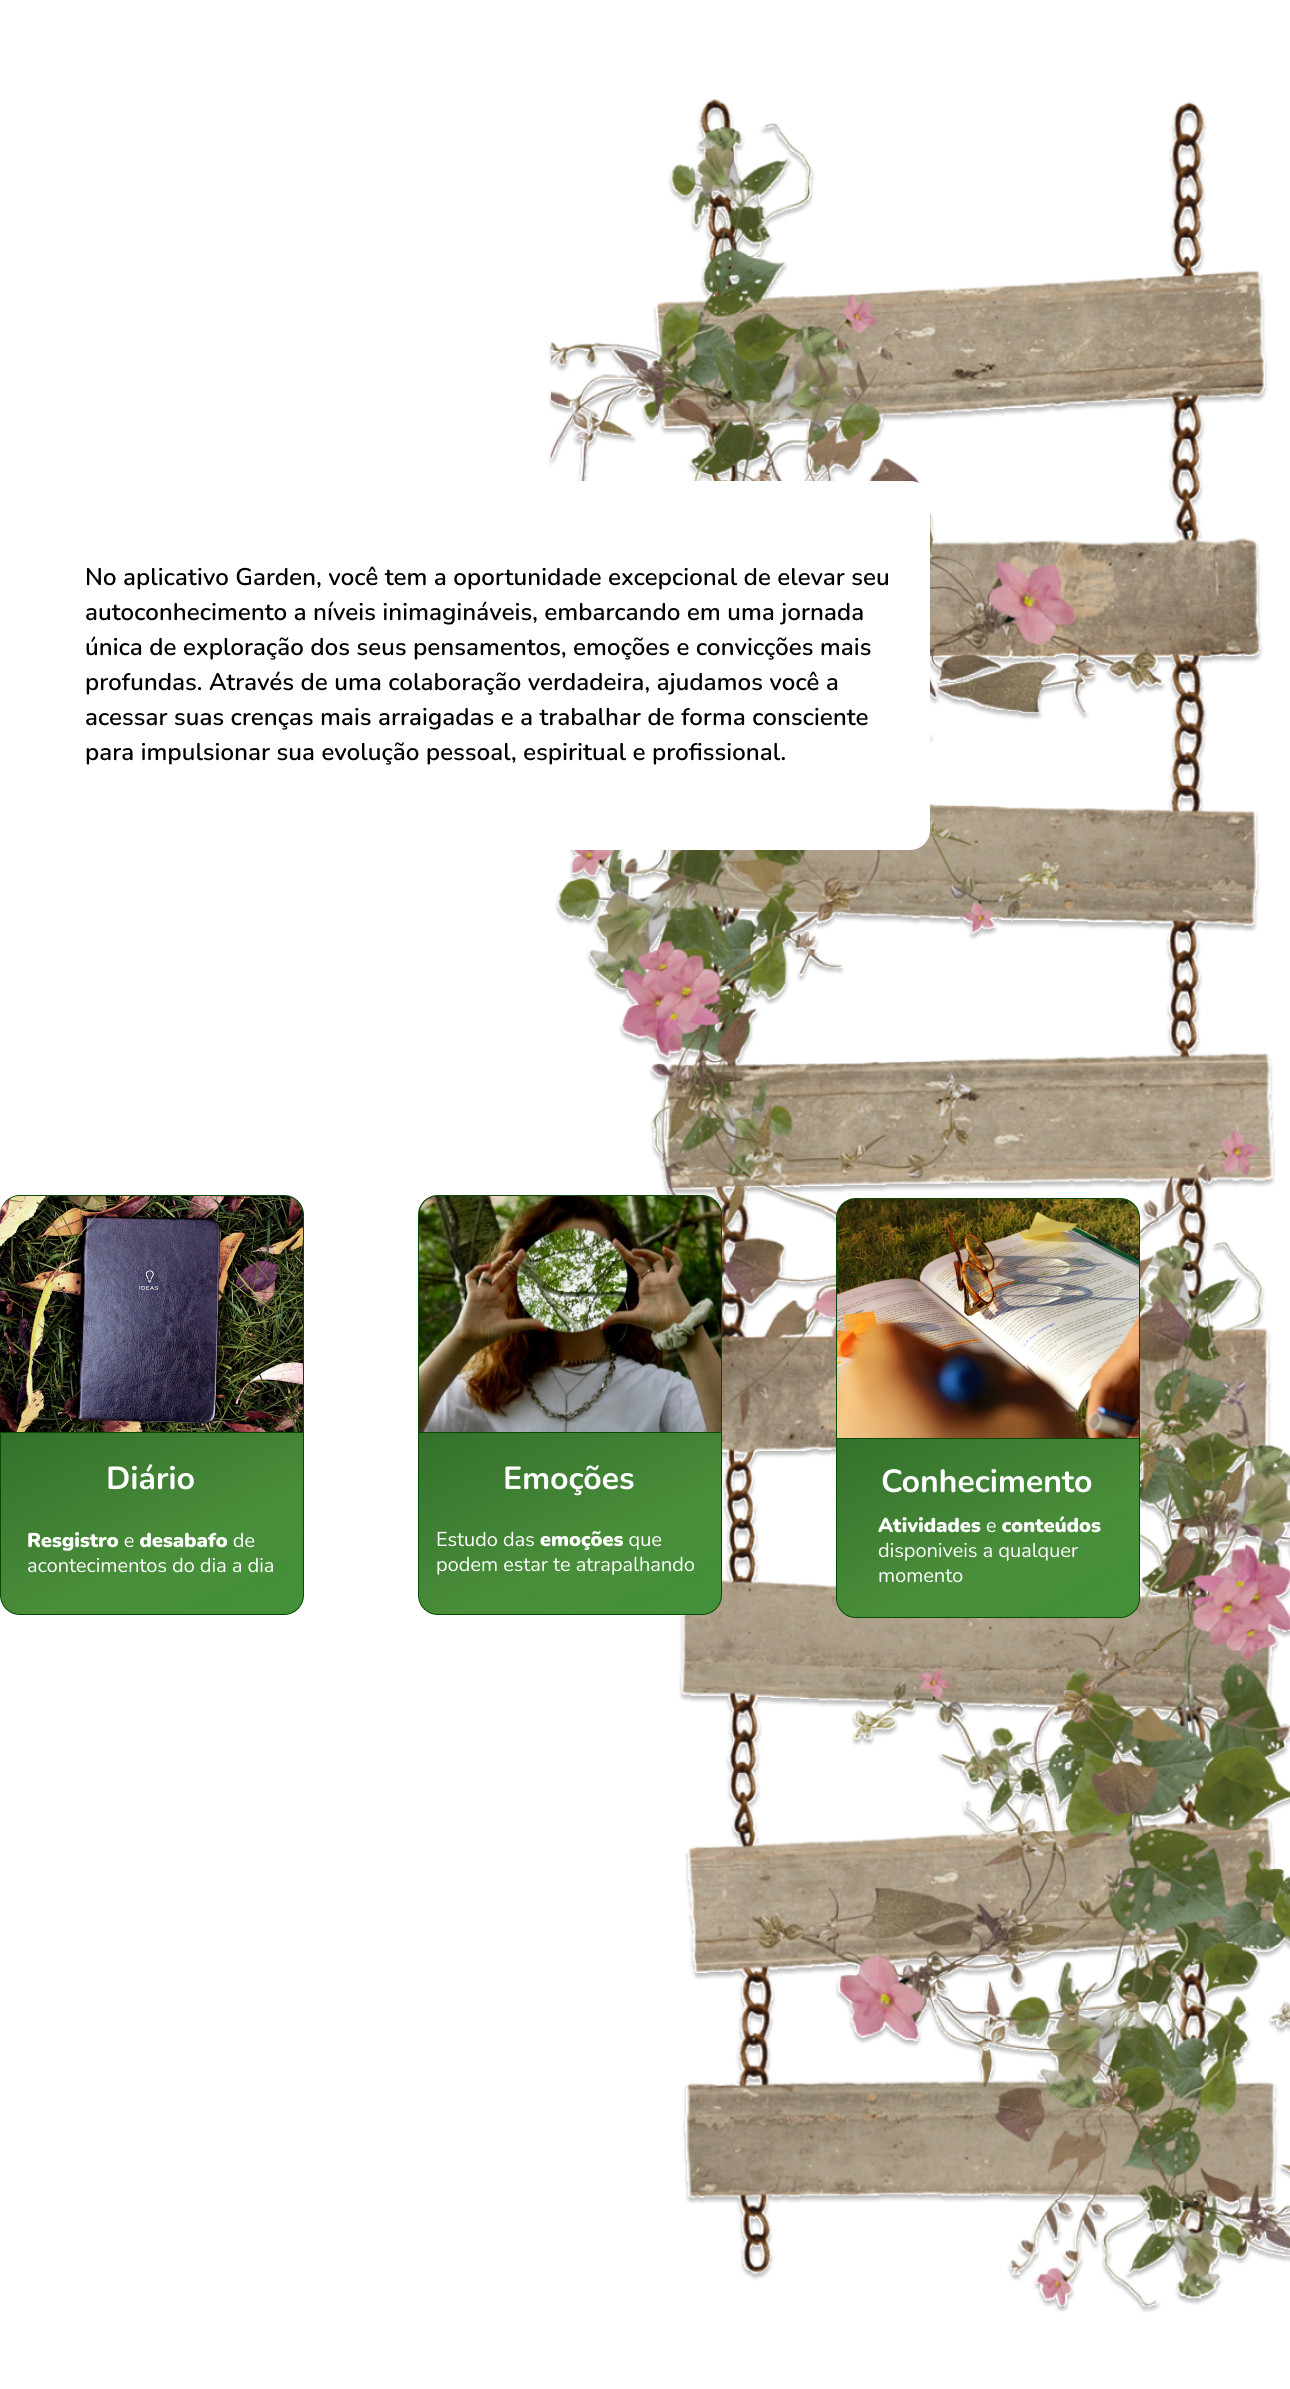 No aplicativo Garden, você tem a oportunidade excepcional de elevar seu
autoconhecimento a níveis inimagináveis, embarcando em uma jornada
única de exploração dos seus pensamentos, emoções e convicções mais
profundas. Através de uma colaboração verdadeira, ajudamos você a
acessar suas crenças mais arraigadas e a trabalhar de forma consciente
para impulsionar sua evolução pessoal, espiritual e profissional.
IDEAS
Diário
Resgistro e desabafo de
acontecimentos do dia a dia
Emoções
Estudo das emoções que
podem estar te atrapalhando
Conhecimento
Atividades e conteúdos
disponiveis a qualquer
momento